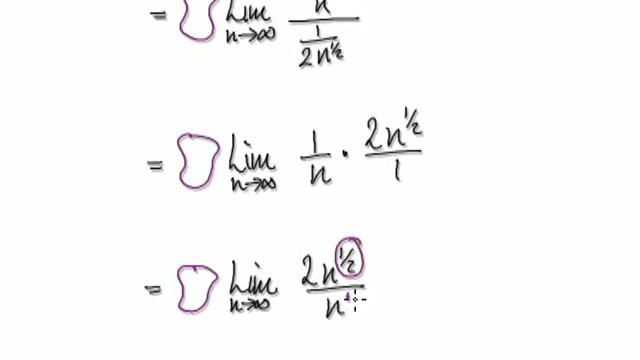 = Lim n→∞ n / 1/2n^½
= Lim n→∞ 1/n · 2n^½/1
= Lim n→∞ 2n^½/n